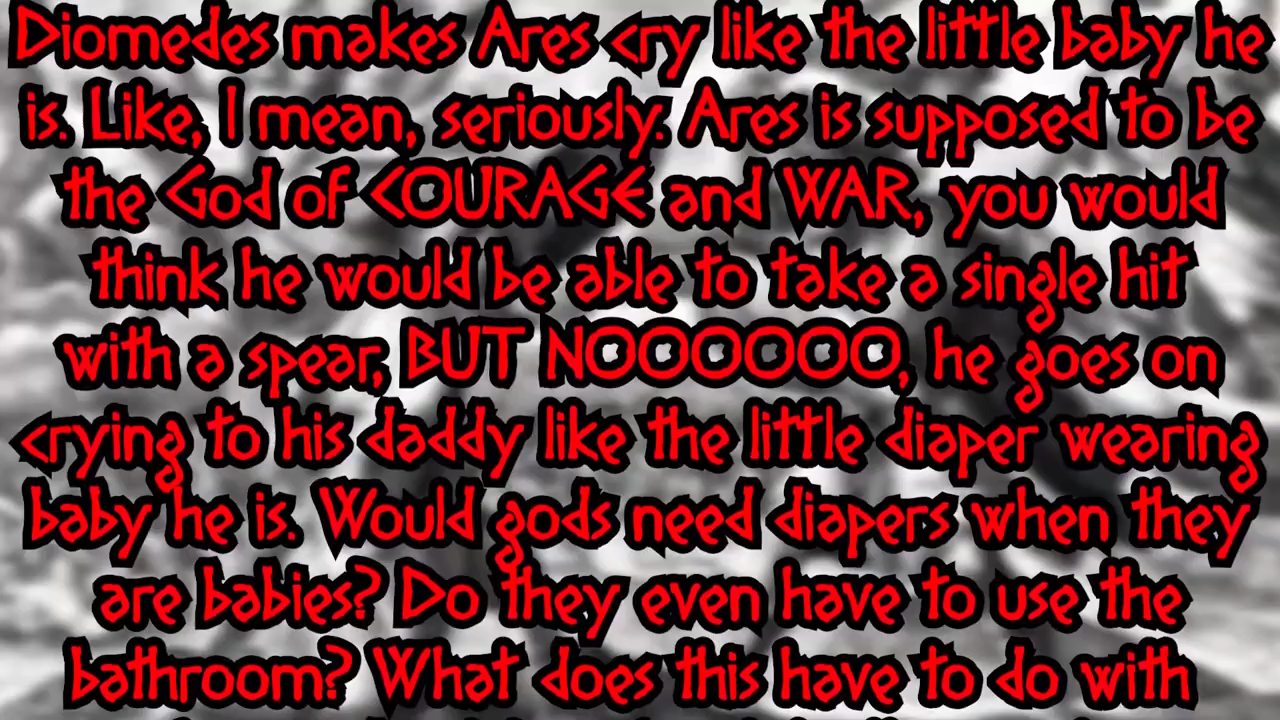 Diomedes makes Ares cry like the little baby he
is. Like, I mean, seriously. Ares is supposed to be
the God of COURAGE and WAR, you would
think he would be able to take a single hit
with a spear, BUT NOOOOOOO, he goes on
crying to his daddy like the little diaper wearing
baby he is. Would gods need diapers when they
are babies? Do they even have to use the
bathroom? What does this have to do with